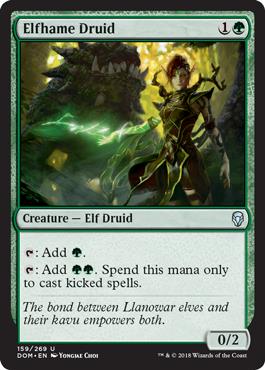 Elfhame Druid 1
Creature — Elf Druid
: Add .
: Add . Spend this mana only
to cast kicked spells.
The bond between Llanowar elves and
their kavu empowers both.
0/2
159/269 U
DOM • EN YONGJAE CHOI ™ & © 2018 Wizards of the Coast